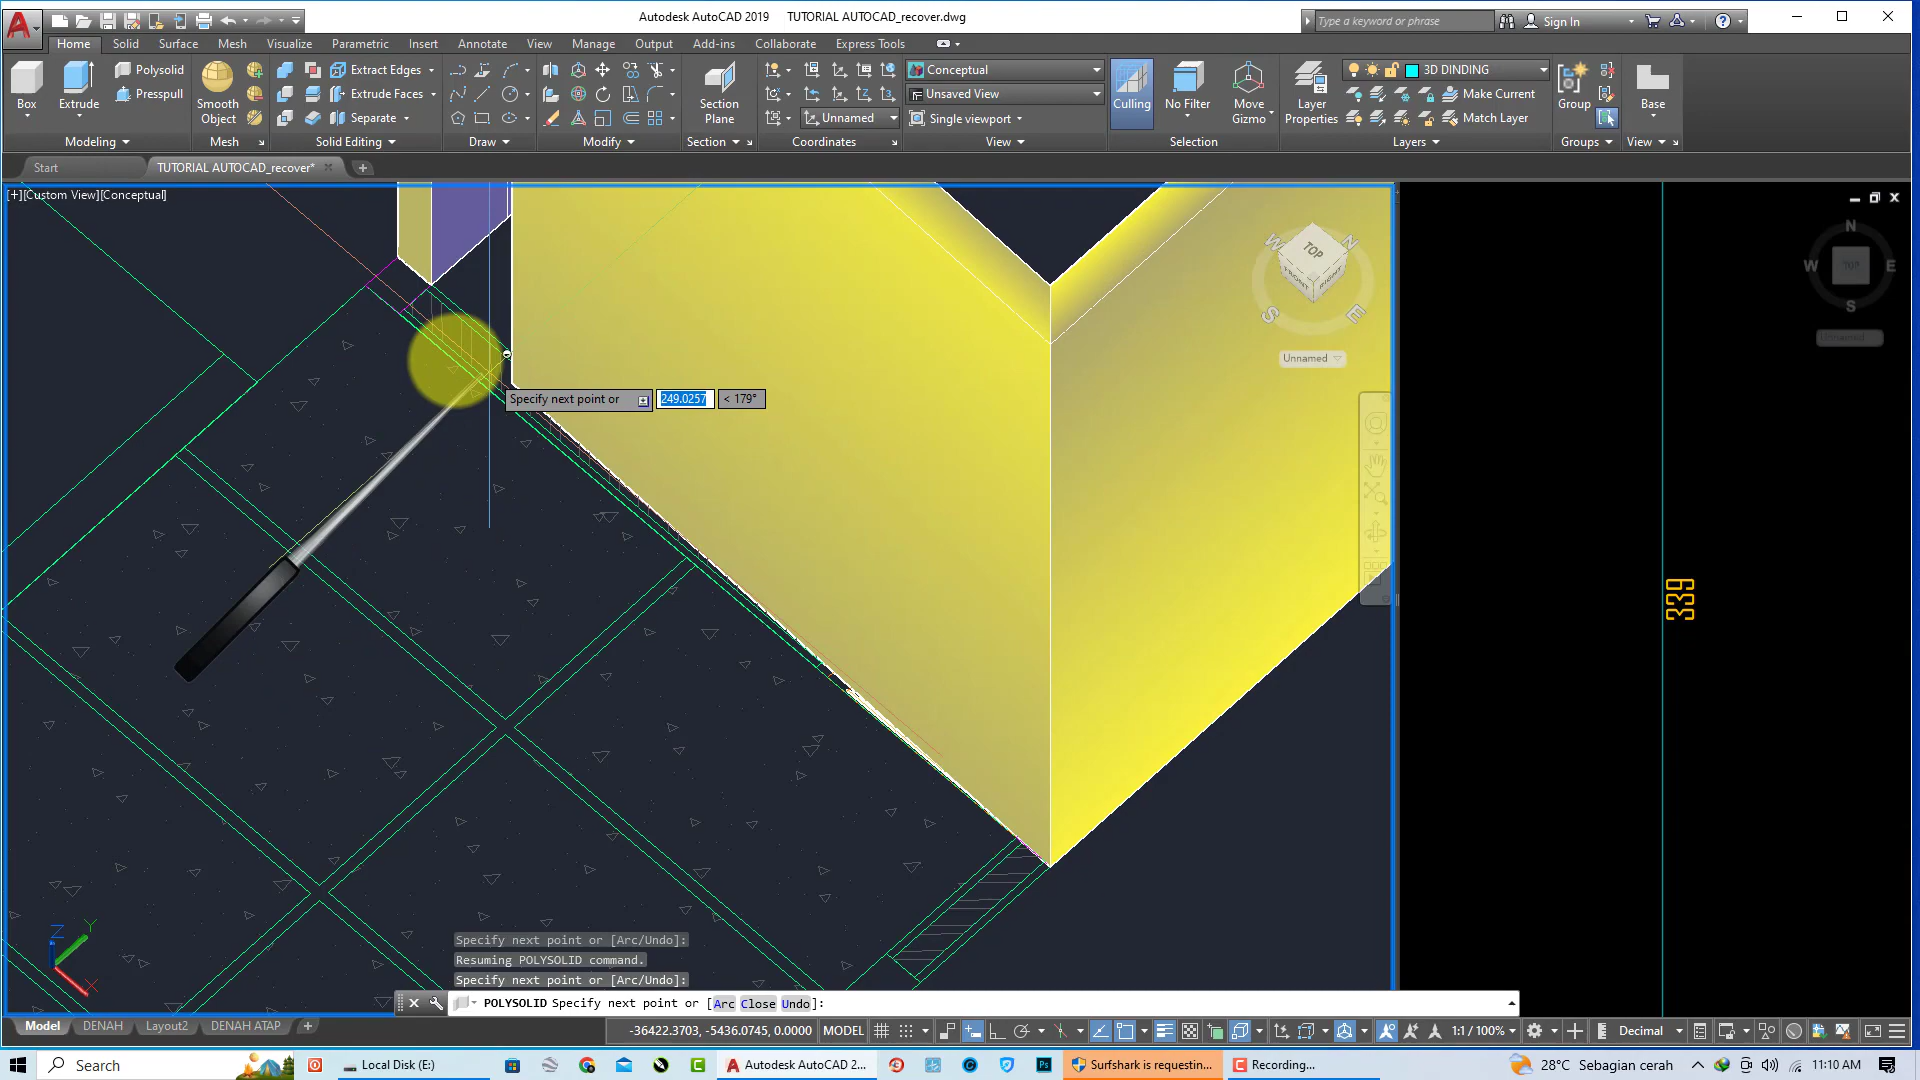 Autodesk AutoCAD 2019 TUTORIAL AUTOCAD_recover.dwg
Type a keyword or phrase
Sign In
Home Solid Surface Mesh Visualize Parametric Insert Annotate View Manage Output Add-ins Collaborate Express Tools
Box
Extrude
Polysolid
Presspull
Smooth Object
Extract Edges
Extrude Faces
Separate
Section Plane
Unnamed
Conceptual
Unsaved View
Single viewport
Culling
No Filter
Move Gizmo
Layer Properties
3D DINDING
Make Current
Match Layer
Group
Base
Modeling Mesh Solid Editing Draw Modify Section Coordinates View Selection Layers Groups View
Start TUTORIAL AUTOCAD_recover*
[+][Custom View][Conceptual]
W N
TOP
FRONT RIGHT
S E
Unnamed
N
W TOP E
S
Unnamed
Specify next point or 249.0257 < 179°
339
Z Y
X
Specify next point or [Arc/Undo]:
Resuming POLYSOLID command.
Specify next point or [Arc/Undo]:
POLYSOLID Specify next point or [Arc Close Undo]:
Model DENAH Layout2 DENAH ATAP
-36422.3703, -5436.0745, 0.0000 MODEL 1:1 / 100% Decimal
Search
Local Disk (E:)
Autodesk AutoCAD 2...
Surfshark is requestin...
Recording...
28°C Sebagian cerah
11:10 AM